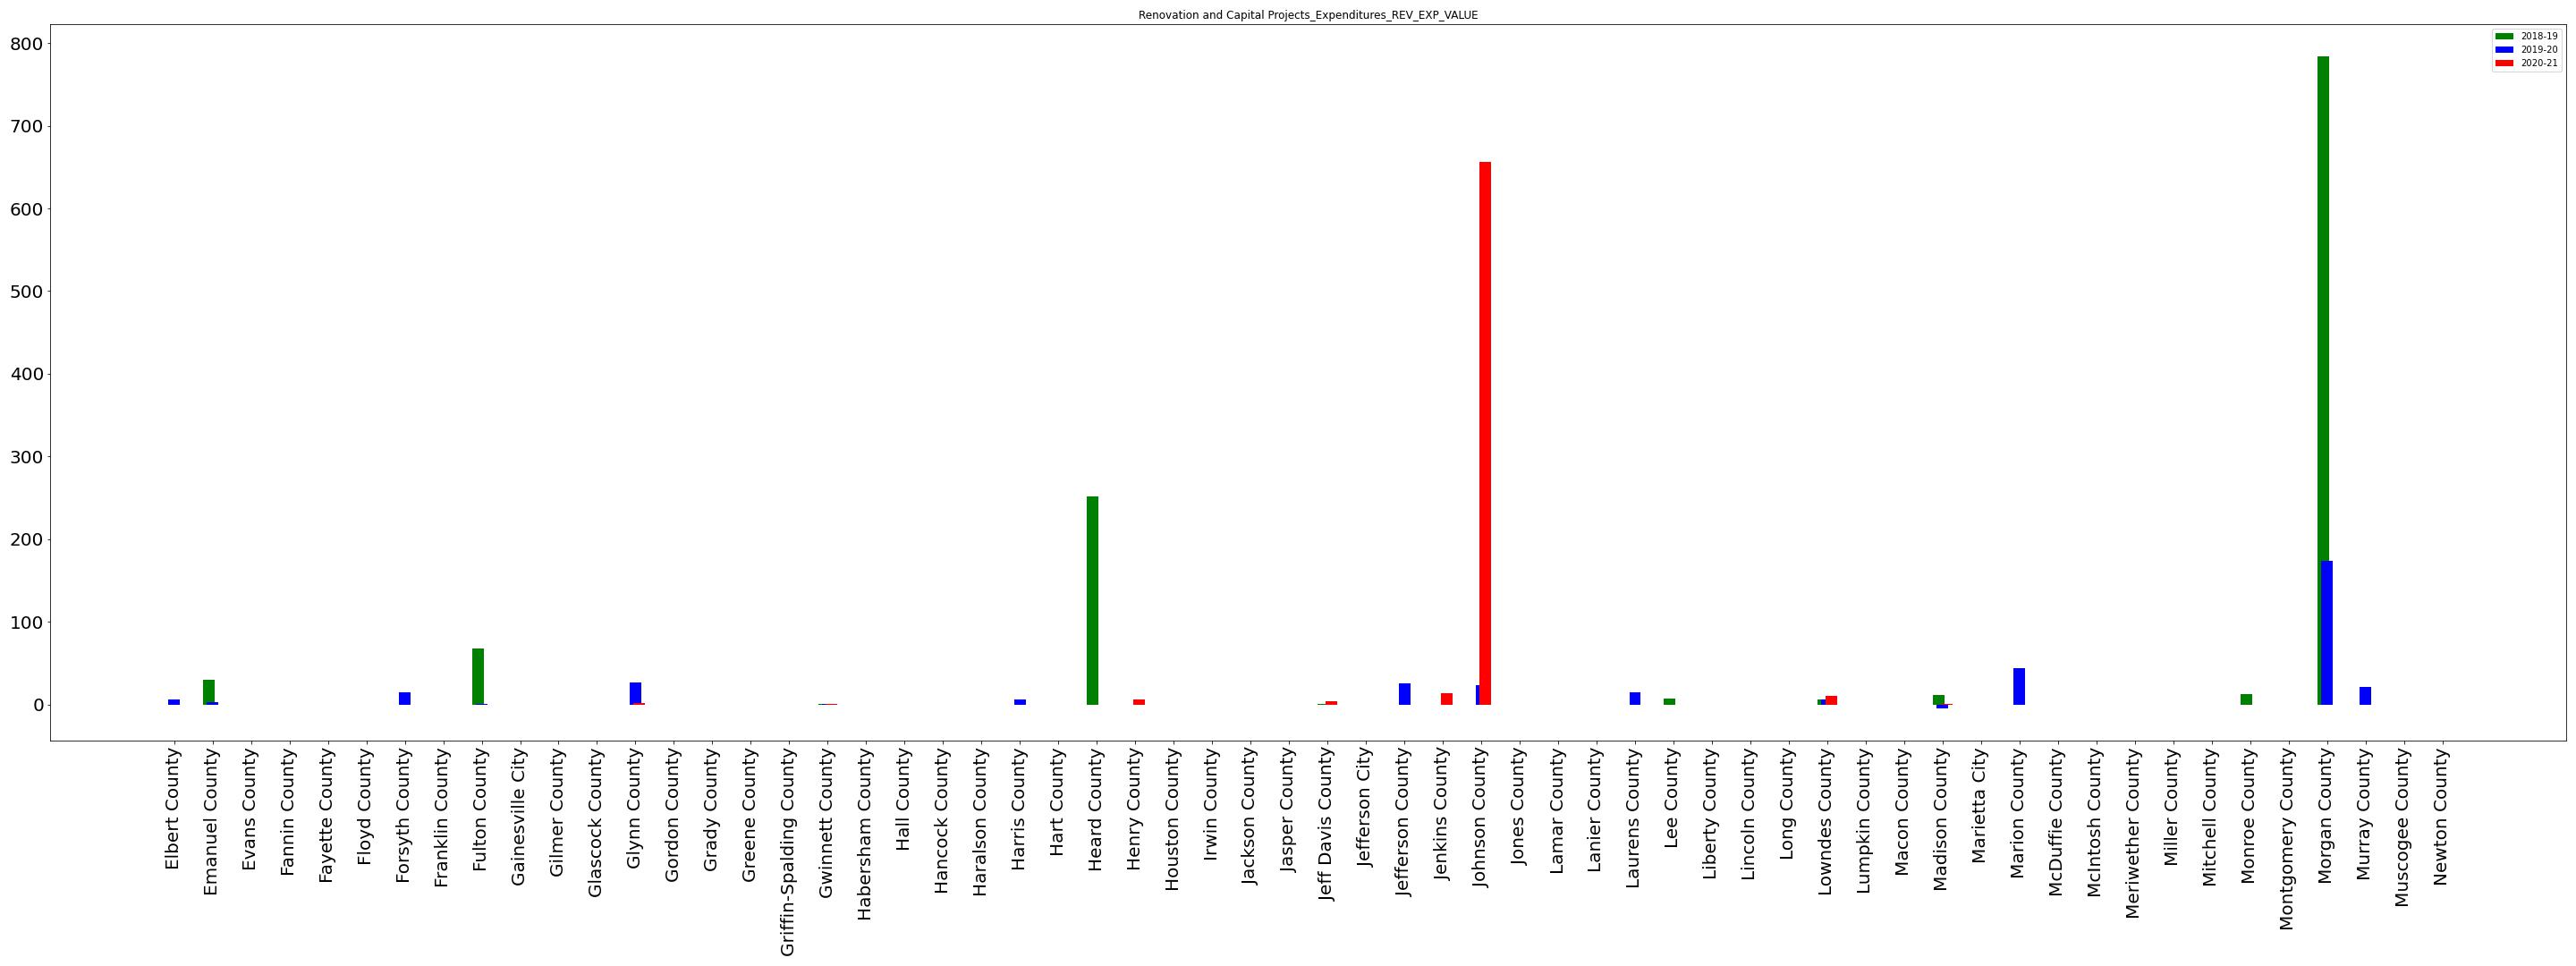 Renovation and Capital Projects_Expenditures_REV_EXP_VALUE
2018-19
2019-20
2020-21
800
700
600
500
400
300
200
100
0
Elbert County
Emanuel County
Evans County
Fannin County
Fayette County
Floyd County
Forsyth County
Franklin County
Fulton County
Gainesville City
Gilmer County
Glascock County
Glynn County
Gordon County
Grady County
Greene County
Griffin-Spalding County
Gwinnett County
Habersham County
Hall County
Hancock County
Haralson County
Harris County
Hart County
Heard County
Henry County
Houston County
Irwin County
Jackson County
Jasper County
Jeff Davis County
Jefferson City
Jefferson County
Jenkins County
Johnson County
Jones County
Lamar County
Lanier County
Laurens County
Lee County
Liberty County
Lincoln County
Long County
Lowndes County
Lumpkin County
Macon County
Madison County
Marietta City
Marion County
McDuffie County
McIntosh County
Meriwether County
Miller County
Mitchell County
Monroe County
Montgomery County
Morgan County
Murray County
Muscogee County
Newton County